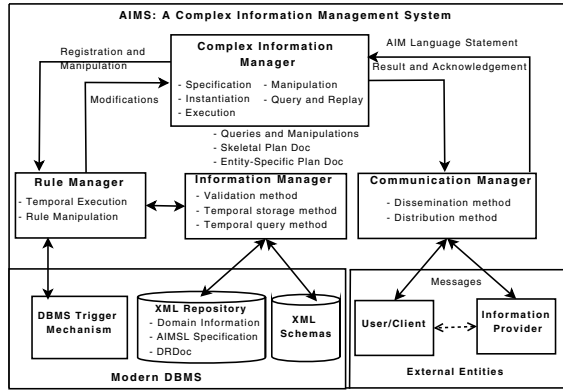 AIMS: A Complex Information Management System
Registration and
Manipulation
Modifications
Complex Information
Manager
- Specification
- Instantiation
- Execution
- Manipulation
- Query and Replay
AIM Language Statement
Result and Acknowledgement
- Queries and Manipulations
- Skeletal Plan Doc
- Entity-Specific Plan Doc
Rule Manager
- Temporal Execution
- Rule Manipulation
Information Manager
- Validation method
- Temporal storage method
- Temporal query method
Communication Manager
- Dissemination method
- Distribution method
DBMS Trigger
Mechanism
XML Repository
- Domain Information
- AIMSL Specification
- DRDoc
XML
Schemas
Modern DBMS
Messages
User/Client
Information
Provider
External Entities